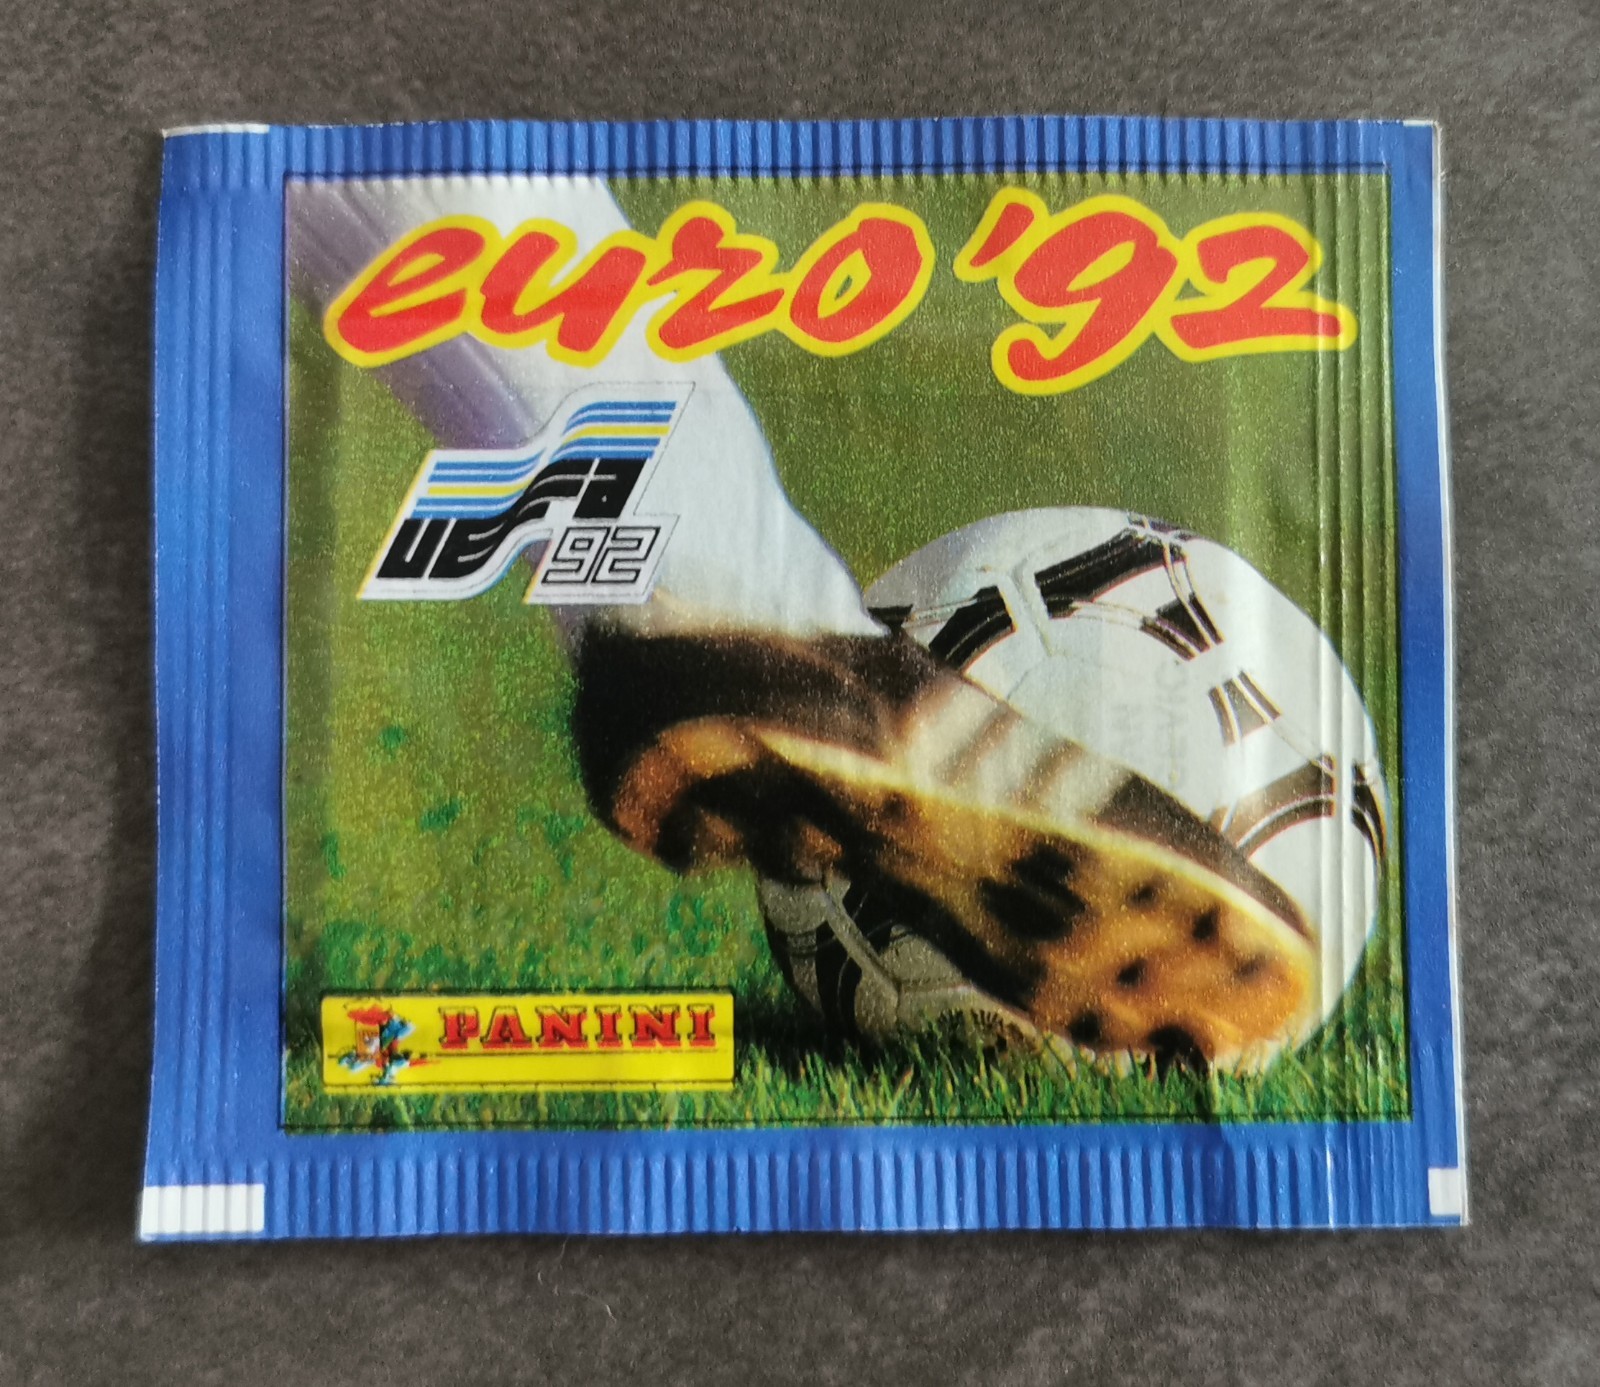 euro '92
UEFA
92
PANINI